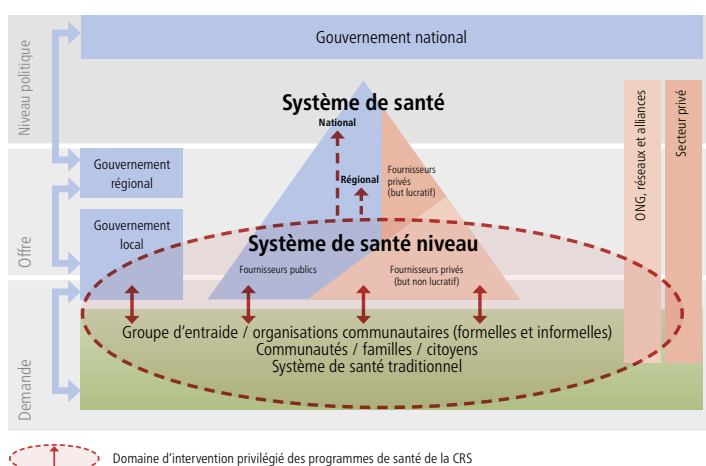 Gouvernement national
Niveau politique
Système de santé
National
Gouvernement
régional
Régional
Fournisseurs
privés
(but lucratif)
ONG, réseaux et alliances
Secteur privé
Offre
Gouvernement
local
Système de santé niveau
Fournisseurs publics
Fournisseurs privés
(but non lucratif)
Demande
Groupe d'entraide / organisations communautaires (formelles et informelles)
Communautés / familles / citoyens
Système de santé traditionnel
Domaine d'intervention privilégié des programmes de santé de la CRS